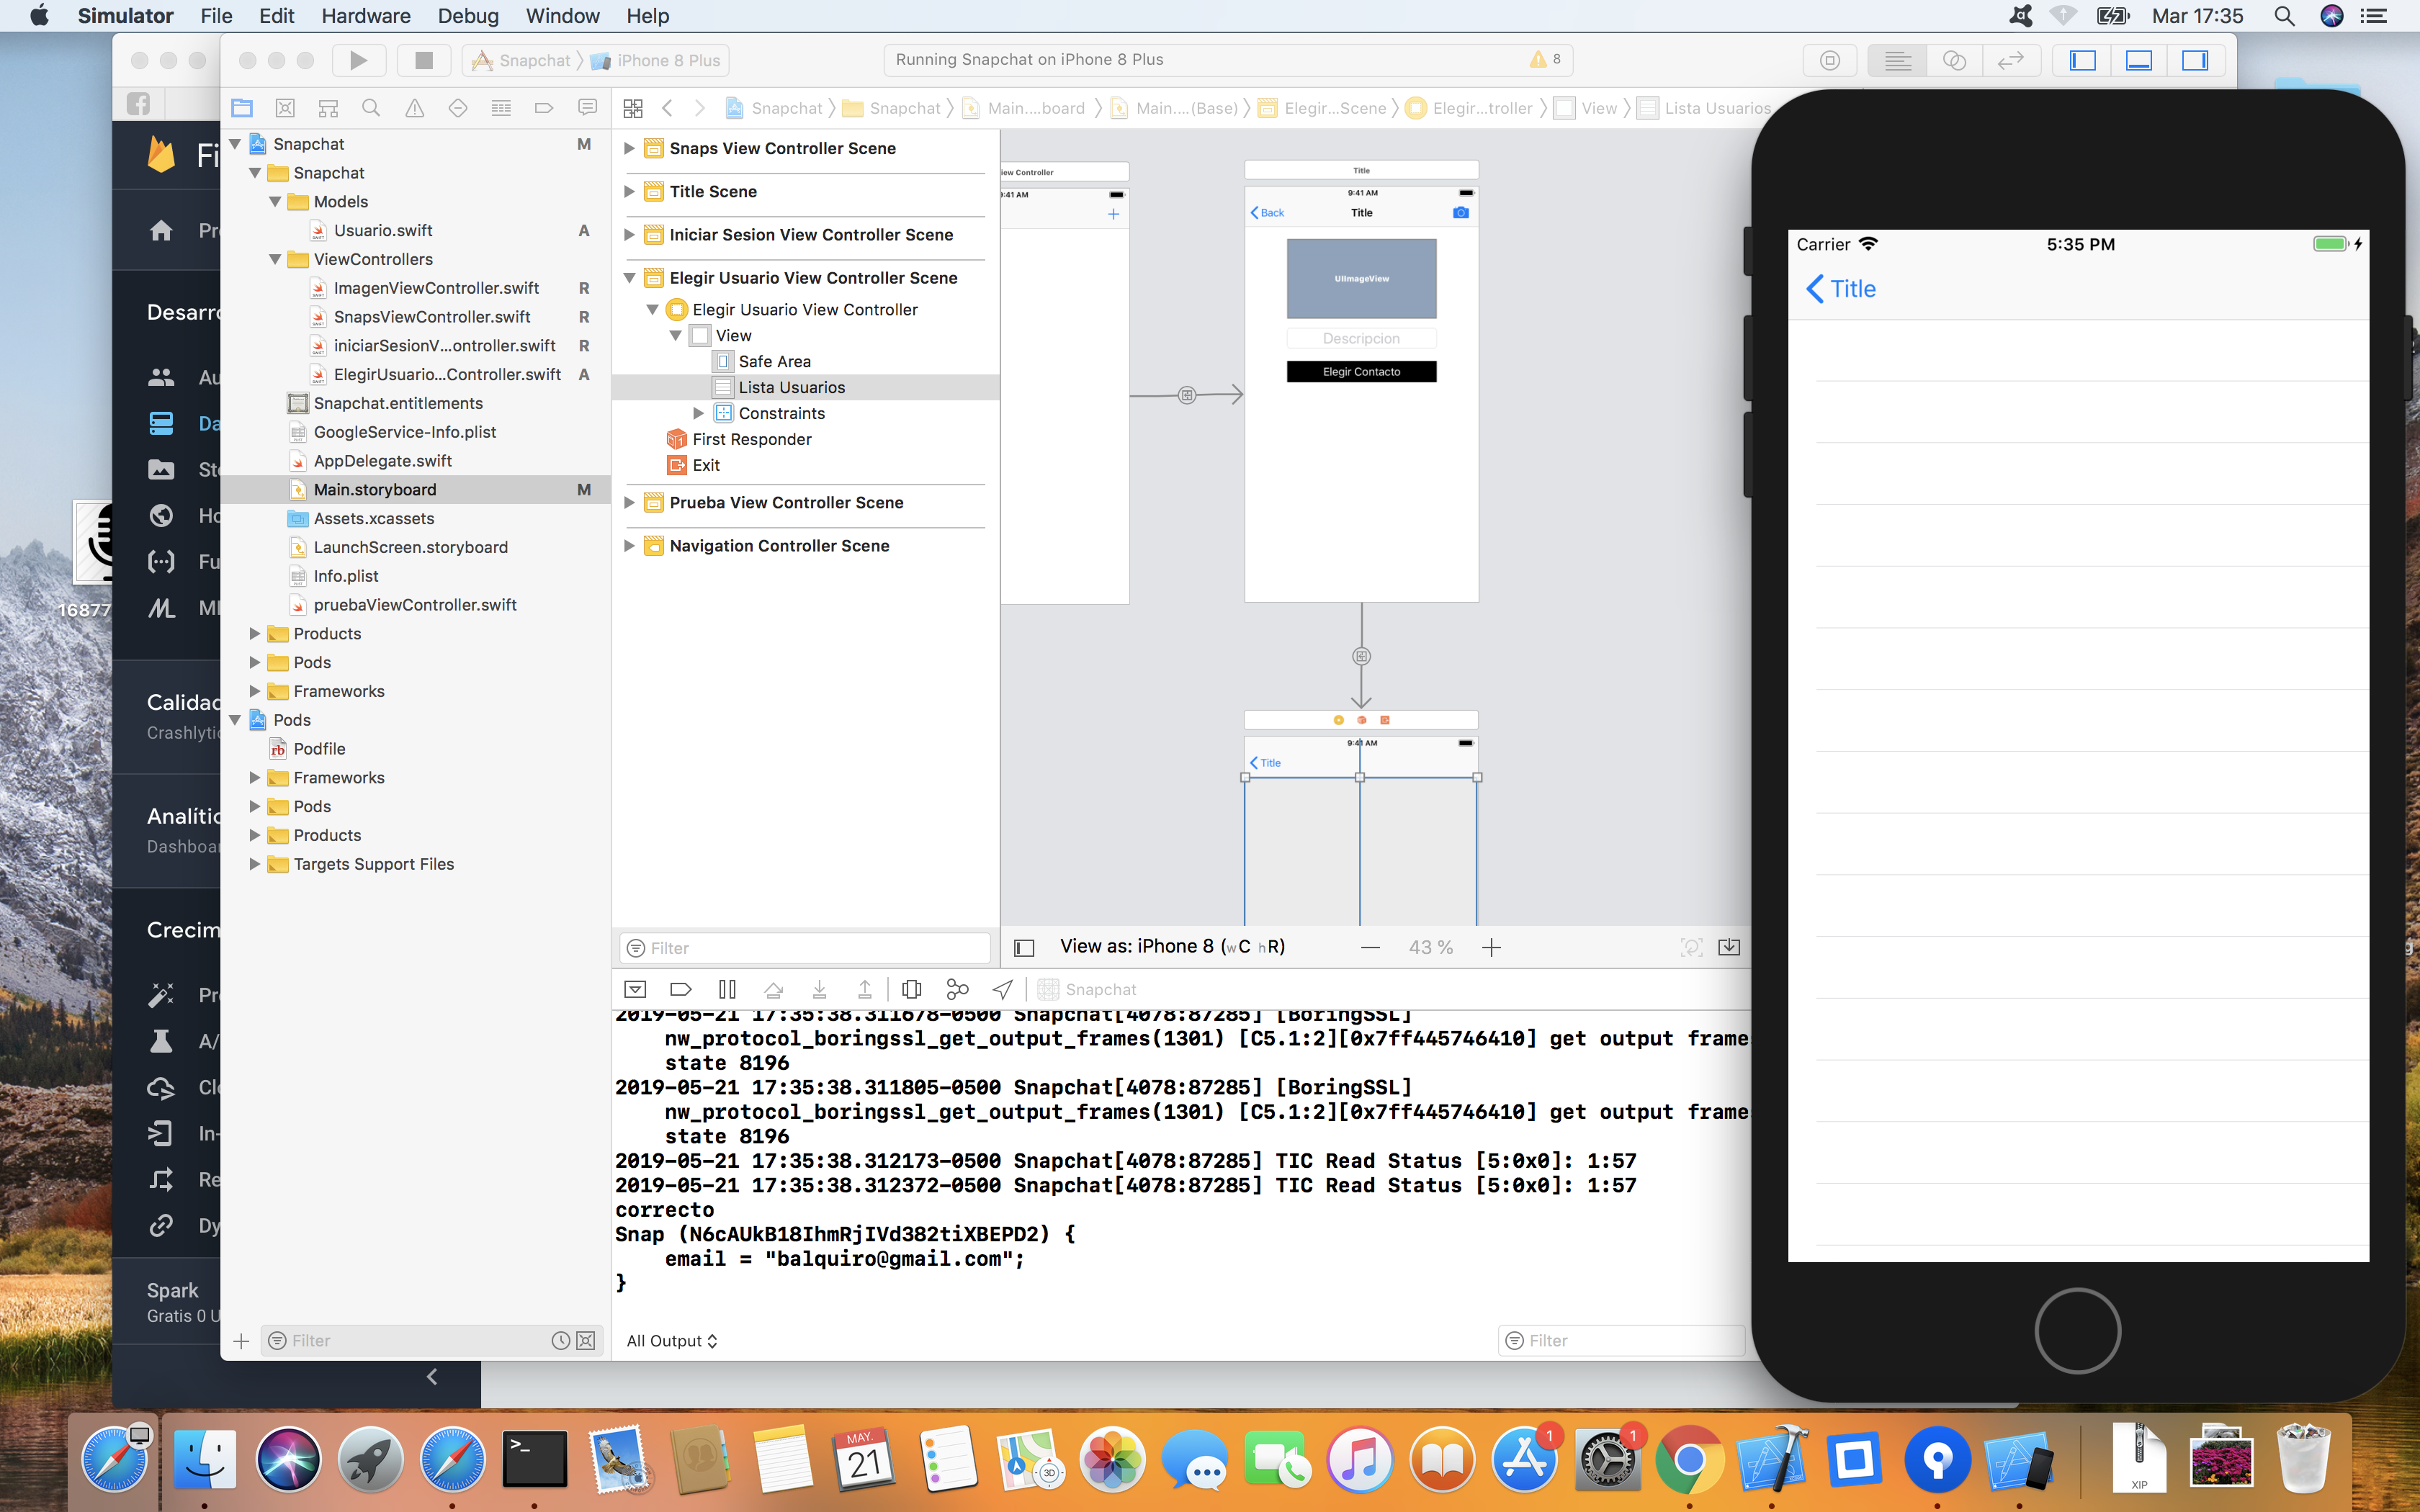 Simulator File Edit Hardware Debug Window Help
Mar 17:35
Snapchat iPhone 8 Plus
Running Snapchat on iPhone 8 Plus
8
Snapchat
Snapchat
Main....board
Main....(Base)
Elegir...Scene
Elegir...troller
View
Lista Usuarios
Snapchat M
Snapchat
Models
Usuario.swift A
ViewControllers
ImagenViewController.swift R
SnapsViewController.swift R
iniciarSesionV...ontroller.swift R
ElegirUsuario...Controller.swift A
Snapchat.entitlements
GoogleService-Info.plist
AppDelegate.swift
Main.storyboard M
Assets.xcassets
LaunchScreen.storyboard
Info.plist
pruebaViewController.swift
Products
Pods
Frameworks
Pods
Podfile
Frameworks
Pods
Products
Targets Support Files
Filter
Fi
Pr
Desarro
Au
Da
Sto
Ho
Fu
ML
Calidad
Crashlytic
Analític
Dashboar
Crecim
Pr
A/
Clo
In-
Re
Dy
Spark
Gratis 0 U
16877
Snaps View Controller Scene
Title Scene
Iniciar Sesion View Controller Scene
Elegir Usuario View Controller Scene
Elegir Usuario View Controller
View
Safe Area
Lista Usuarios
Constraints
First Responder
Exit
Prueba View Controller Scene
Navigation Controller Scene
Filter
iew Controller
9:41 AM
Title
9:41 AM
Back Title
UIImageView
Descripcion
Elegir Contacto
9:41 AM
Title
View as: iPhone 8 (wC hR)
43 %
Snapchat
2019-05-21 17:35:38.311678-0500 Snapchat[4078:87285] [BoringSSL]
nw_protocol_boringssl_get_output_frames(1301) [C5.1:2][0x7ff445746410] get output frame
state 8196
2019-05-21 17:35:38.311805-0500 Snapchat[4078:87285] [BoringSSL]
nw_protocol_boringssl_get_output_frames(1301) [C5.1:2][0x7ff445746410] get output frame
state 8196
2019-05-21 17:35:38.312173-0500 Snapchat[4078:87285] TIC Read Status [5:0x0]: 1:57
2019-05-21 17:35:38.312372-0500 Snapchat[4078:87285] TIC Read Status [5:0x0]: 1:57
correcto
Snap (N6cAUkB18IhmRjIVd382tiXBEPD2) {
email = "balquiro@gmail.com";
}
All Output
Filter
Carrier 5:35 PM
Title
MAY.
21
3D
1
1
XIP